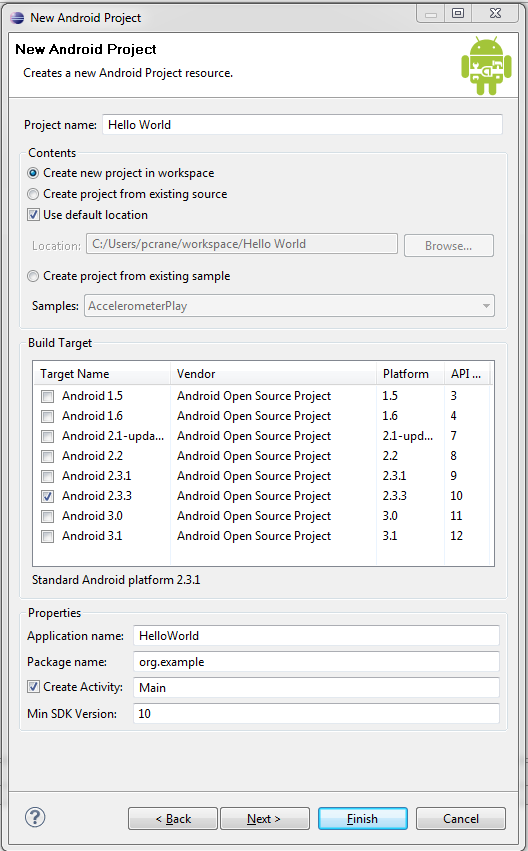 New Android Project
New Android Project
Creates a new Android Project resource.
Project name: Hello World
Contents
Create new project in workspace
Create project from existing source
Use default location
Location: C:/Users/pcrane/workspace/Hello World Browse...
Create project from existing sample
Samples: AccelerometerPlay
Build Target
Target Name Vendor Platform API ...
Android 1.5 Android Open Source Project 1.5 3
Android 1.6 Android Open Source Project 1.6 4
Android 2.1-upda... Android Open Source Project 2.1-upd... 7
Android 2.2 Android Open Source Project 2.2 8
Android 2.3.1 Android Open Source Project 2.3.1 9
Android 2.3.3 Android Open Source Project 2.3.3 10
Android 3.0 Android Open Source Project 3.0 11
Android 3.1 Android Open Source Project 3.1 12
Standard Android platform 2.3.1
Properties
Application name: HelloWorld
Package name: org.example
Create Activity: Main
Min SDK Version: 10
? < Back Next > Finish Cancel